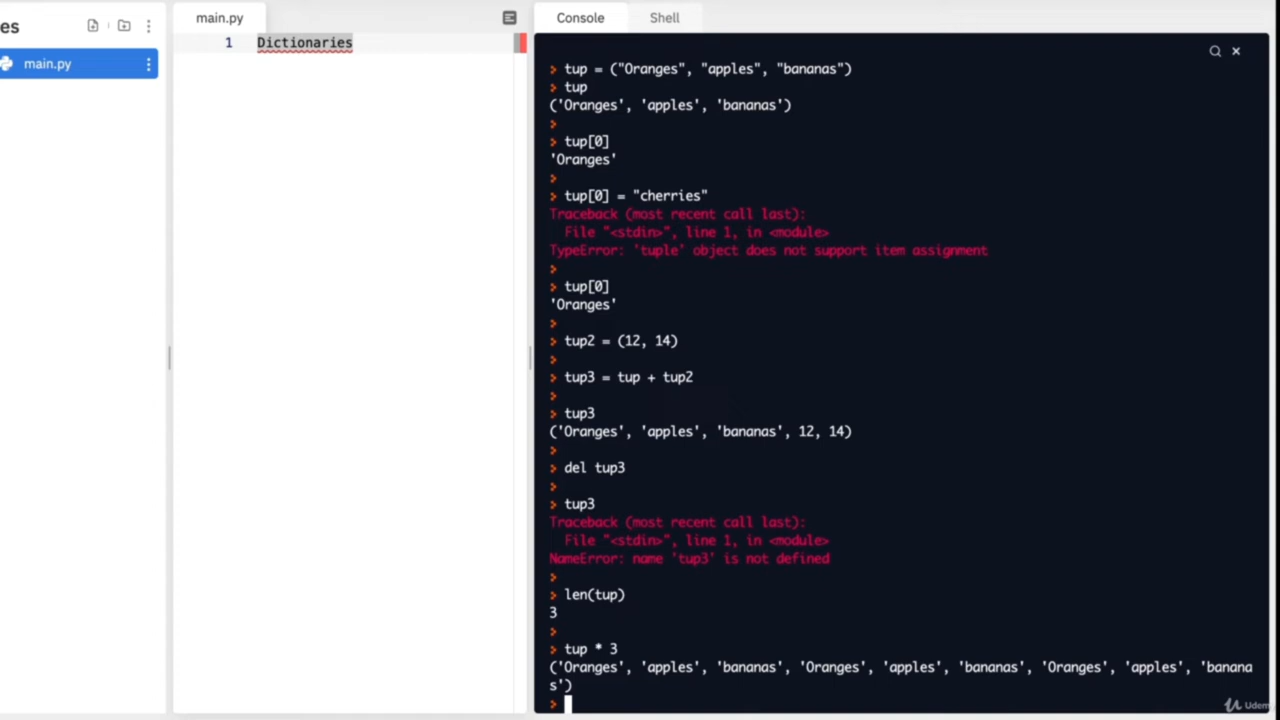 es
main.py
main.py
1 Dictionaries
Console Shell
> tup = ("Oranges", "apples", "bananas")
> tup
('Oranges', 'apples', 'bananas')
>
> tup[0]
'Oranges'
>
> tup[0] = "cherries"
Traceback (most recent call last):
File "<stdin>", line 1, in <module>
TypeError: 'tuple' object does not support item assignment
>
> tup[0]
'Oranges'
>
> tup2 = (12, 14)
>
> tup3 = tup + tup2
>
> tup3
('Oranges', 'apples', 'bananas', 12, 14)
>
> del tup3
>
> tup3
Traceback (most recent call last):
File "<stdin>", line 1, in <module>
NameError: name 'tup3' is not defined
>
> len(tup)
3
>
> tup * 3
('Oranges', 'apples', 'bananas', 'Oranges', 'apples', 'bananas', 'Oranges', 'apples', 'banana
s')
>
Udem